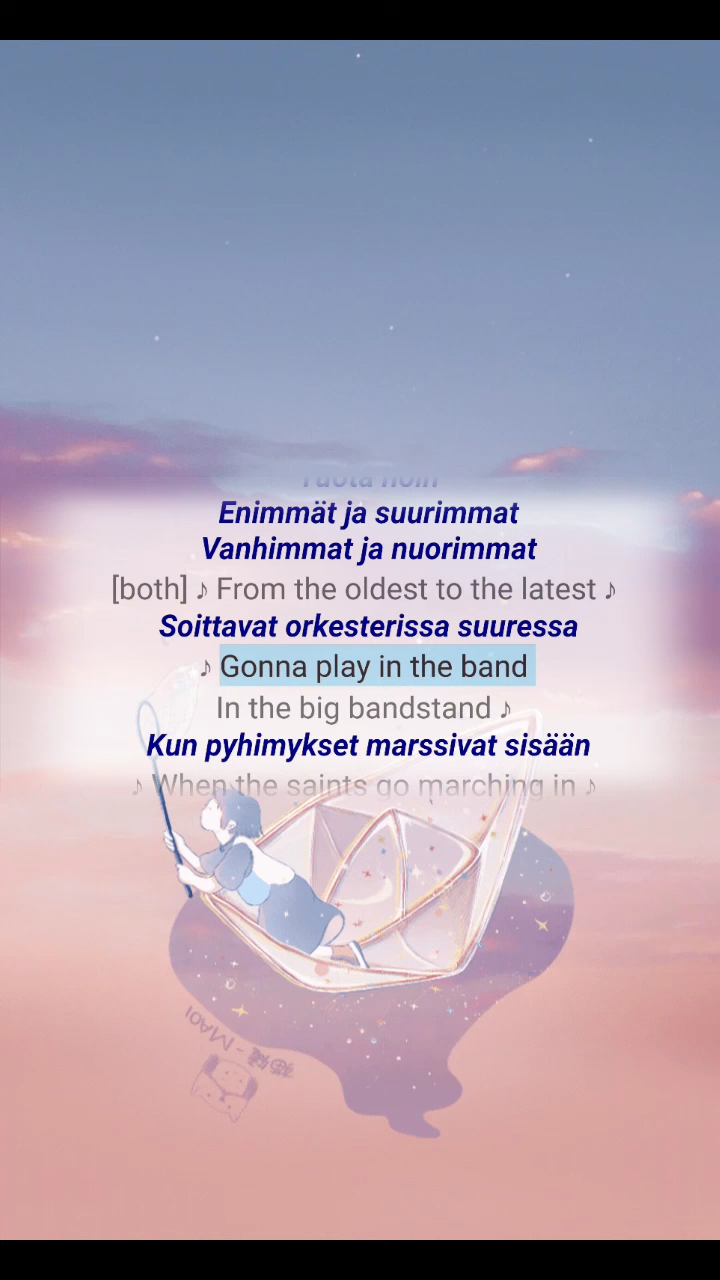 Enimmät ja suurimmat
Vanhimmat ja nuorimmat
[both] ♪ From the oldest to the latest ♪
Soittavat orkesterissa suuressa
♪ Gonna play in the band
In the big bandstand ♪
Kun pyhimykset marssivat sisään
♪ When the saints go marching in ♪
MAOI